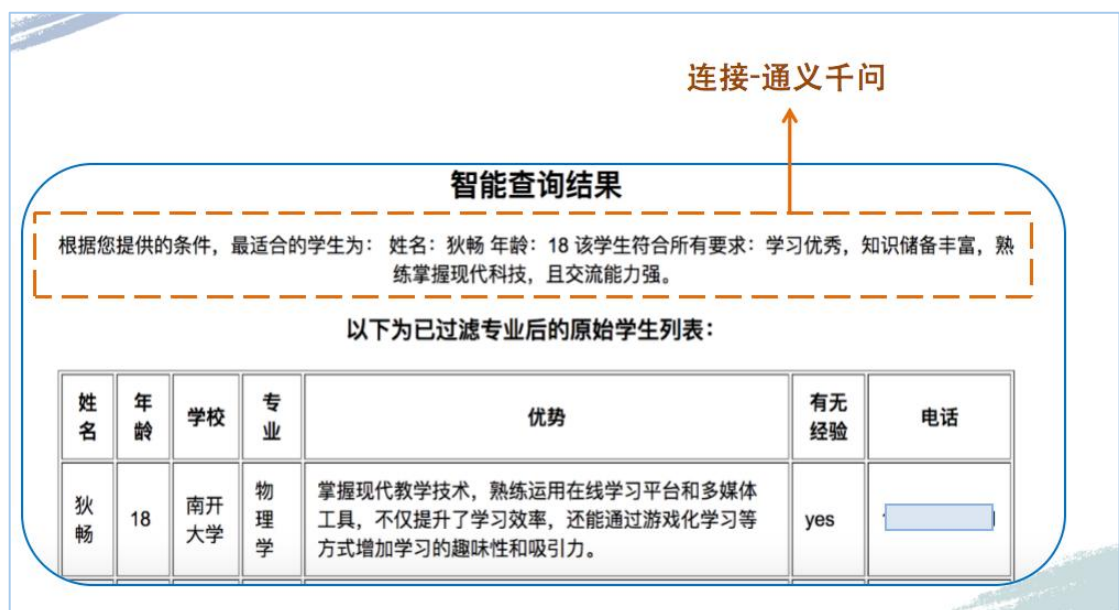 连接-通义千问
智能查询结果
根据您提供的条件，最适合的学生为： 姓名：狄畅 年龄：18 该学生符合所有要求：学习优秀，知识储备丰富，熟
练掌握现代科技，且交流能力强。
以下为已过滤专业后的原始学生列表：
姓名 年龄 学校 专业 优势 有无经验 电话
狄畅 18 南开大学 物理学 掌握现代教学技术，熟练运用在线学习平台和多媒体
工具，不仅提升了学习效率，还能通过游戏化学习等
方式增加学习的趣味性和吸引力。 yes